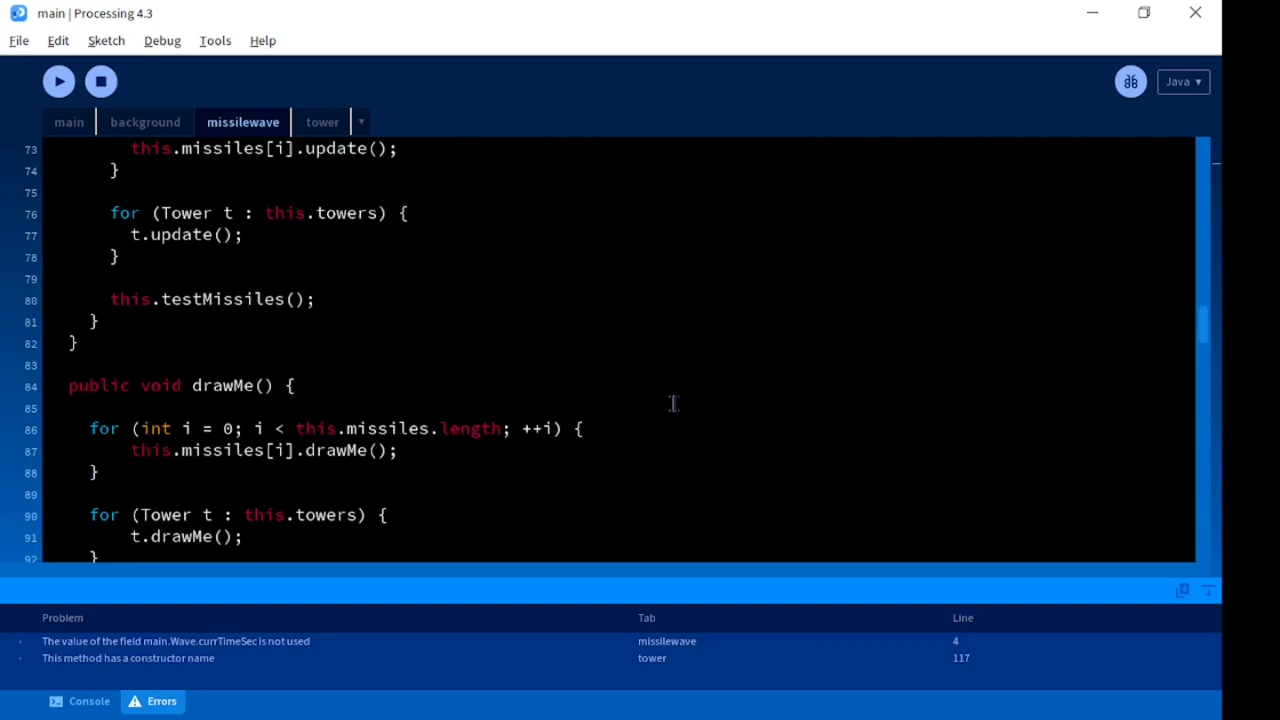 main | Processing 4.3
File Edit Sketch Debug Tools Help
Java ▾
main background missilewave tower ▾
73 this.missiles[i].update();
74 }
75
76 for (Tower t : this.towers) {
77 t.update();
78 }
79
80 this.testMissiles();
81 }
82 }
83
84 public void drawMe() {
85
86 for (int i = 0; i < this.missiles.length; ++i) {
87 this.missiles[i].drawMe();
88 }
89
90 for (Tower t : this.towers) {
91 t.drawMe();
92 }
Problem Tab Line
The value of the field main.Wave.currTimeSec is not used missilewave 4
This method has a constructor name tower 117
Console Errors